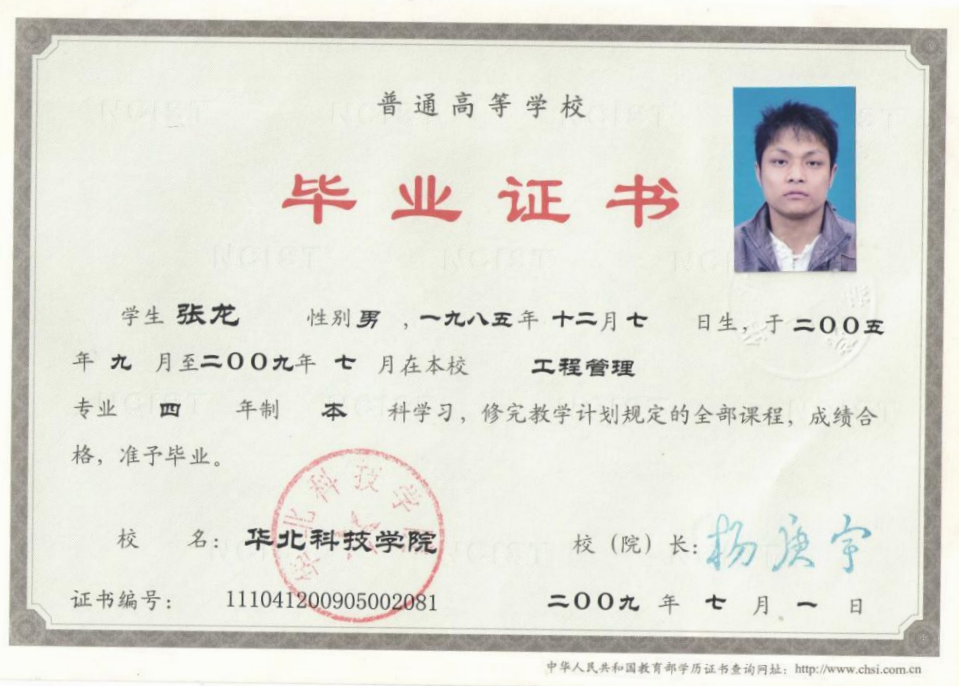 普通高等学校
毕业证书
学生 张龙 性别 男 ，一九八五年 十二月七 日生，于 二〇〇五
年 九 月至二〇〇九年 七 月在本校 工程管理
专业 四 年制 本 科学习，修完教学计划规定的全部课程，成绩合
格，准予毕业。
华北科技学院
校 名：华北科技学院 校（院）长：杨庚宇
证书编号： 111041200905002081 二〇〇九 年 七 月 一 日
中华人民共和国教育部学历证书查询网址：http://www.chsi.com.cn